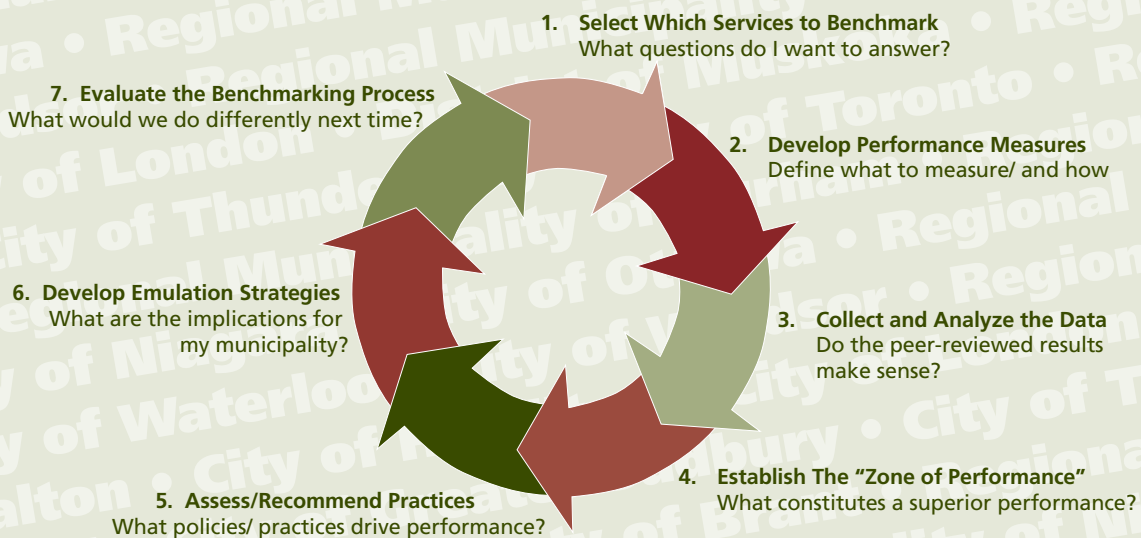 1. Select Which Services to Benchmark
What questions do I want to answer?
2. Develop Performance Measures
Define what to measure/ and how
3. Collect and Analyze the Data
Do the peer-reviewed results
make sense?
4. Establish The “Zone of Performance”
What constitutes a superior performance?
5. Assess/Recommend Practices
What policies/ practices drive performance?
6. Develop Emulation Strategies
What are the implications for
my municipality?
7. Evaluate the Benchmarking Process
What would we do differently next time?